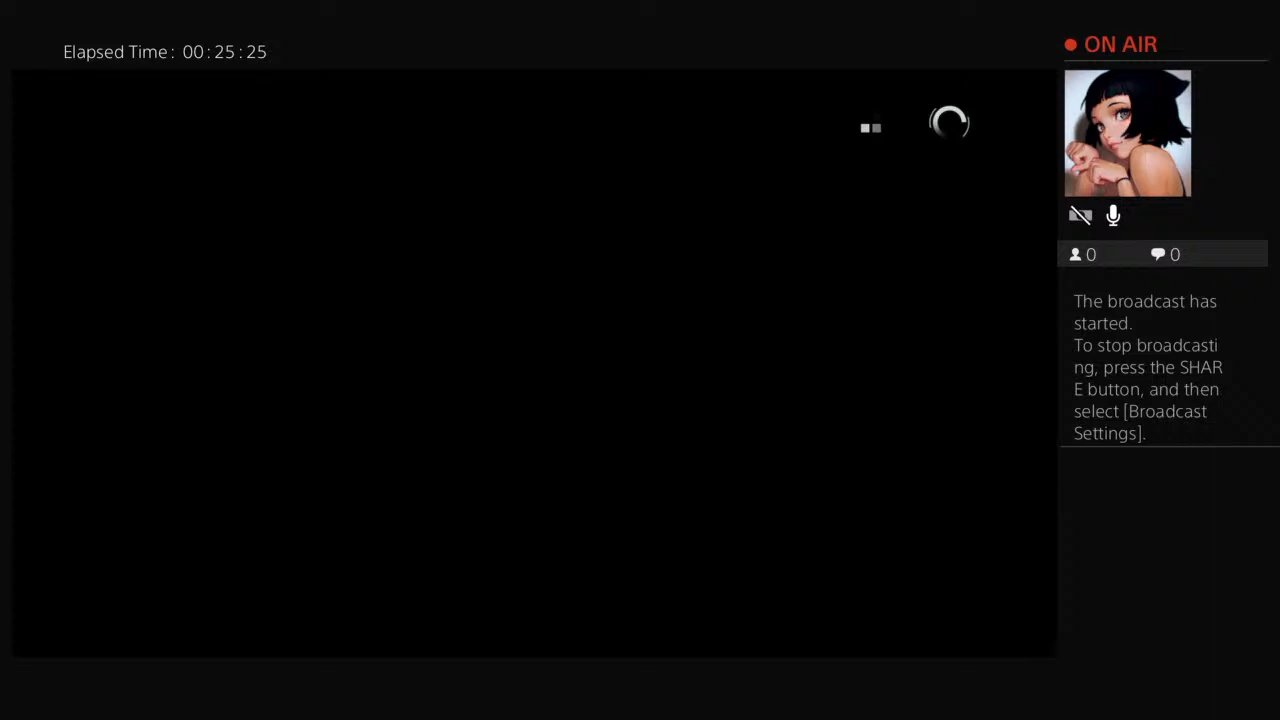 Elapsed Time: 00:25:25
ON AIR
0 0
The broadcast has
started.
To stop broadcasti
ng, press the SHAR
E button, and then
select [Broadcast
Settings].